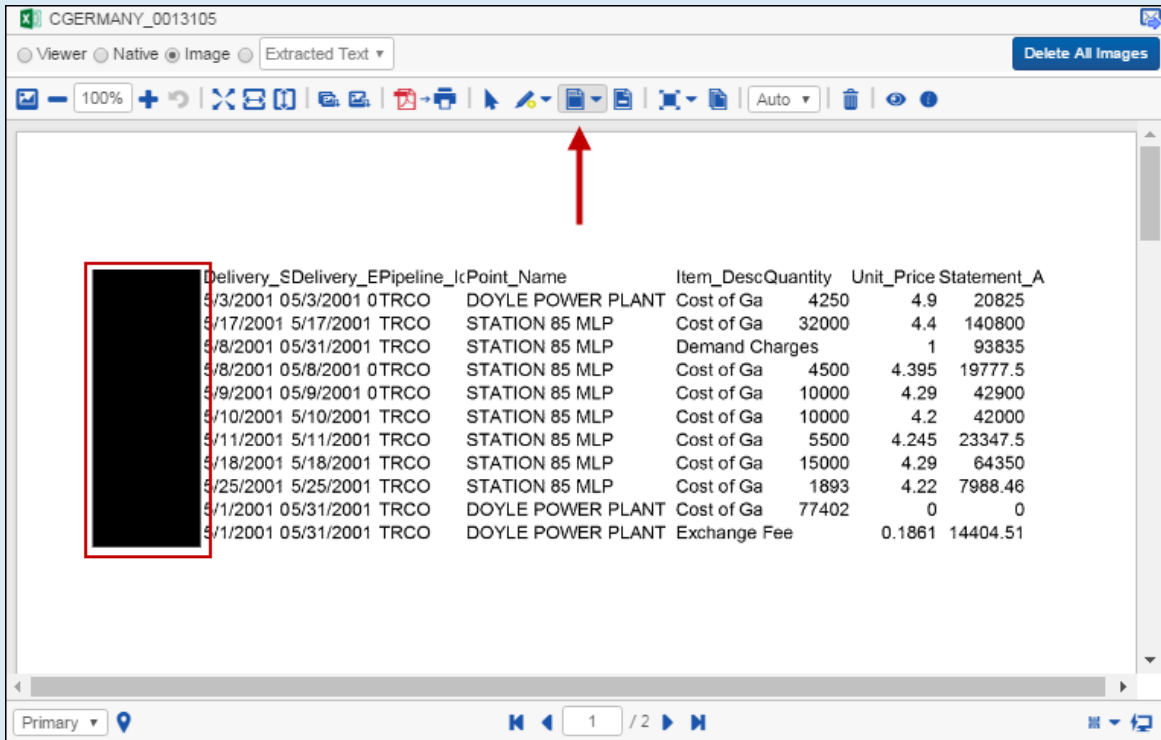 CGERMANY_0013105
Viewer Native Image Extracted Text Delete All Images
100% Auto
Delivery_SDelivery_EPipeline_IcPoint_Name Item_DescQuantity Unit_Price Statement_A
5/3/2001 05/3/2001 0TRCO DOYLE POWER PLANT Cost of Ga 4250 4.9 20825
5/17/2001 5/17/2001 TRCO STATION 85 MLP Cost of Ga 32000 4.4 140800
5/8/2001 05/31/2001 TRCO STATION 85 MLP Demand Charges 1 93835
5/8/2001 05/8/2001 0TRCO STATION 85 MLP Cost of Ga 4500 4.395 19777.5
5/9/2001 05/9/2001 0TRCO STATION 85 MLP Cost of Ga 10000 4.29 42900
5/10/2001 5/10/2001 TRCO STATION 85 MLP Cost of Ga 10000 4.2 42000
5/11/2001 5/11/2001 TRCO STATION 85 MLP Cost of Ga 5500 4.245 23347.5
5/18/2001 5/18/2001 TRCO STATION 85 MLP Cost of Ga 15000 4.29 64350
5/25/2001 5/25/2001 TRCO STATION 85 MLP Cost of Ga 1893 4.22 7988.46
5/1/2001 05/31/2001 TRCO DOYLE POWER PLANT Cost of Ga 77402 0 0
5/1/2001 05/31/2001 TRCO DOYLE POWER PLANT Exchange Fee 0.1861 14404.51
Primary 1 / 2